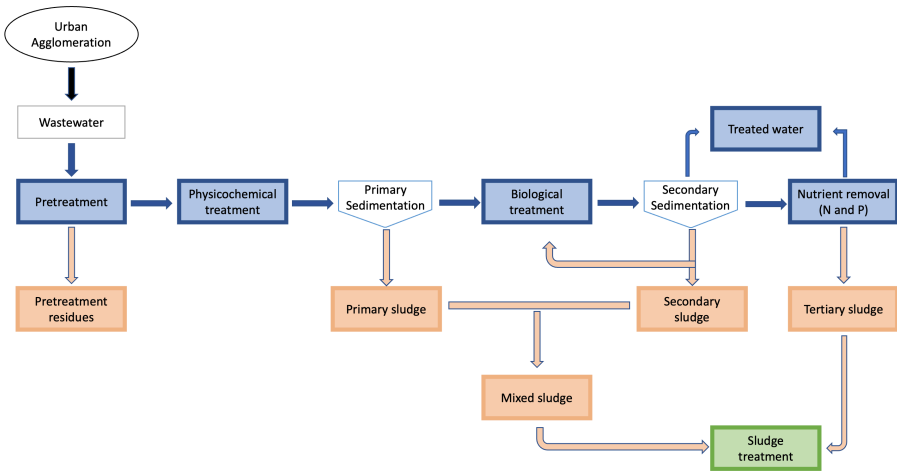 Urban
Agglomeration
Wastewater
Treated water
Pretreatment
Physicochemical
treatment
Primary
Sedimentation
Biological
treatment
Secondary
Sedimentation
Nutrient removal
(N and P)
Pretreatment
residues
Primary sludge
Secondary
sludge
Tertiary sludge
Mixed sludge
Sludge
treatment